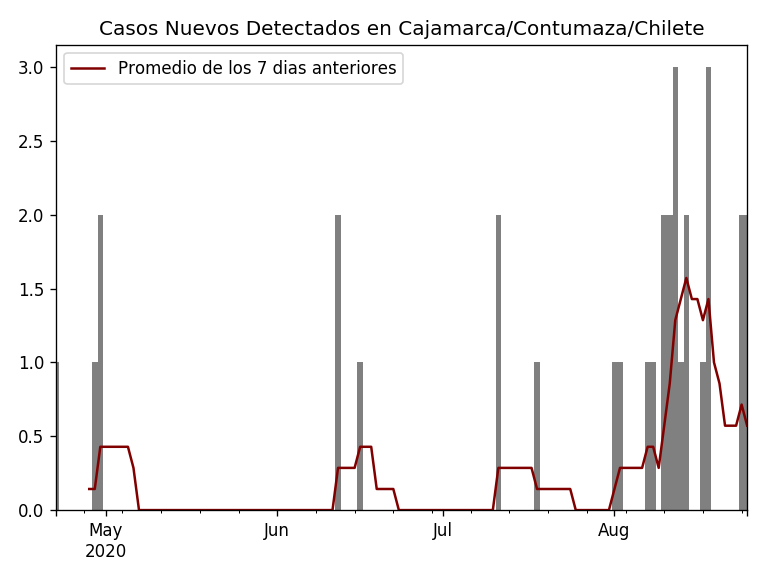 Casos Nuevos Detectados en Cajamarca/Contumaza/Chilete
Promedio de los 7 dias anteriores
3.0
2.5
2.0
1.5
1.0
0.5
0.0
May Jun Jul Aug
2020